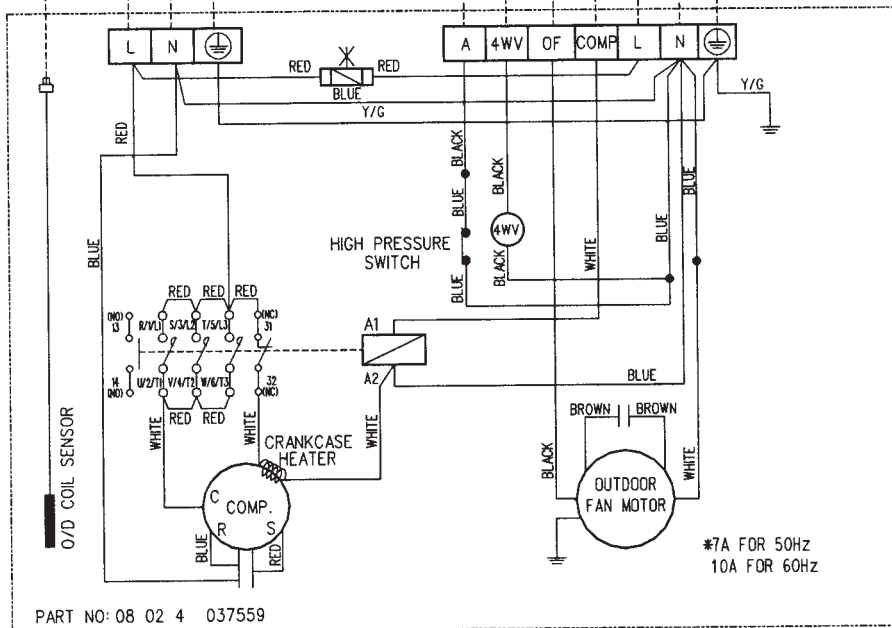 L N
A 4WV OF COMP L N
RED RED
BLUE
Y/G
Y/G
RED
BLACK
BLACK
BLUE
BLUE
BLUE
4WV
HIGH PRESSURE
SWITCH
BLUE
WHITE
BLUE
BLACK
RED RED RED
(NO) 13 R/1/L1 S/3/L2 T/5/L3 (NC) 31
A1
14 (NO) U/2/T1 V/4/T2 W/6/T3 32 (NC)
A2
BLUE
RED RED
BROWN BROWN
WHITE
WHITE
WHITE
CRANKCASE
HEATER
BLACK
WHITE
O/D COIL SENSOR
C COMP.
R S
OUTDOOR
FAN MOTOR
BLUE
RED
*7A FOR 50Hz
10A FOR 60Hz
PART NO: 08 02 4 037559